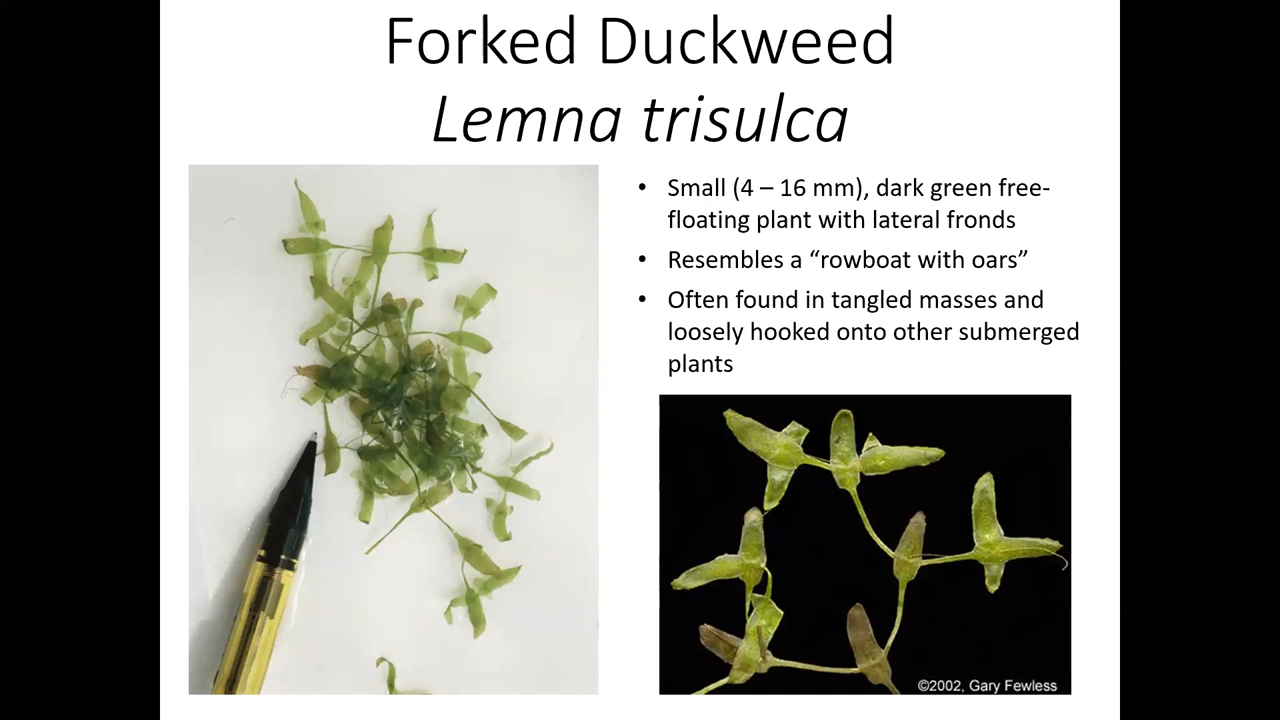 Forked Duckweed
Lemna trisulca
• Small (4 – 16 mm), dark green free-
floating plant with lateral fronds
• Resembles a “rowboat with oars”
• Often found in tangled masses and
loosely hooked onto other submerged
plants
©2002, Gary Fewless